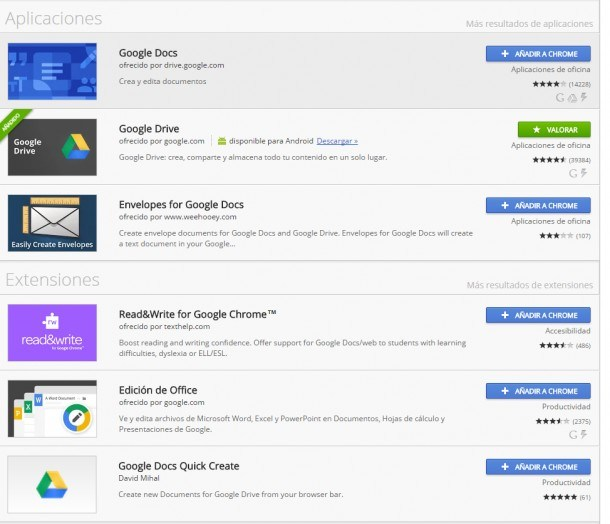 Aplicaciones
Más resultados de aplicaciones
Google Docs
ofrecido por drive.google.com
Crea y edita documentos
AÑADIR A CHROME
Aplicaciones de oficina
(14228)
AÑADIDO
Google
Drive
Google Drive
ofrecido por google.com
disponible para Android Descargar »
Google Drive: crea, comparte y almacena todo tu contenido en un solo lugar.
VALORAR
Aplicaciones de oficina
(39384)
Easily Create Envelopes
Envelopes for Google Docs
ofrecido por www.weehooey.com
Create envelope documents for Google Docs and Google Drive. Envelopes for Google Docs will create
a text document in your Google...
AÑADIR A CHROME
Aplicaciones de oficina
(107)
Extensiones
Más resultados de extensiones
rw
read&write
for Google Chrome™
Read&Write for Google Chrome™
ofrecido por texthelp.com
Boost reading and writing confidence. Offer support for Google Docs/web to students with learning
difficulties, dyslexia or ELL/ESL.
AÑADIR A CHROME
Accesibilidad
(486)
A Word Document
P
X
W
Edición de Office
ofrecido por google.com
Ve y edita archivos de Microsoft Word, Excel y PowerPoint en Documentos, Hojas de cálculo y
Presentaciones de Google.
AÑADIR A CHROME
Productividad
(2375)
Google Docs Quick Create
David Mihal
Create new Documents for Google Drive from your browser bar.
AÑADIR A CHROME
Productividad
(61)